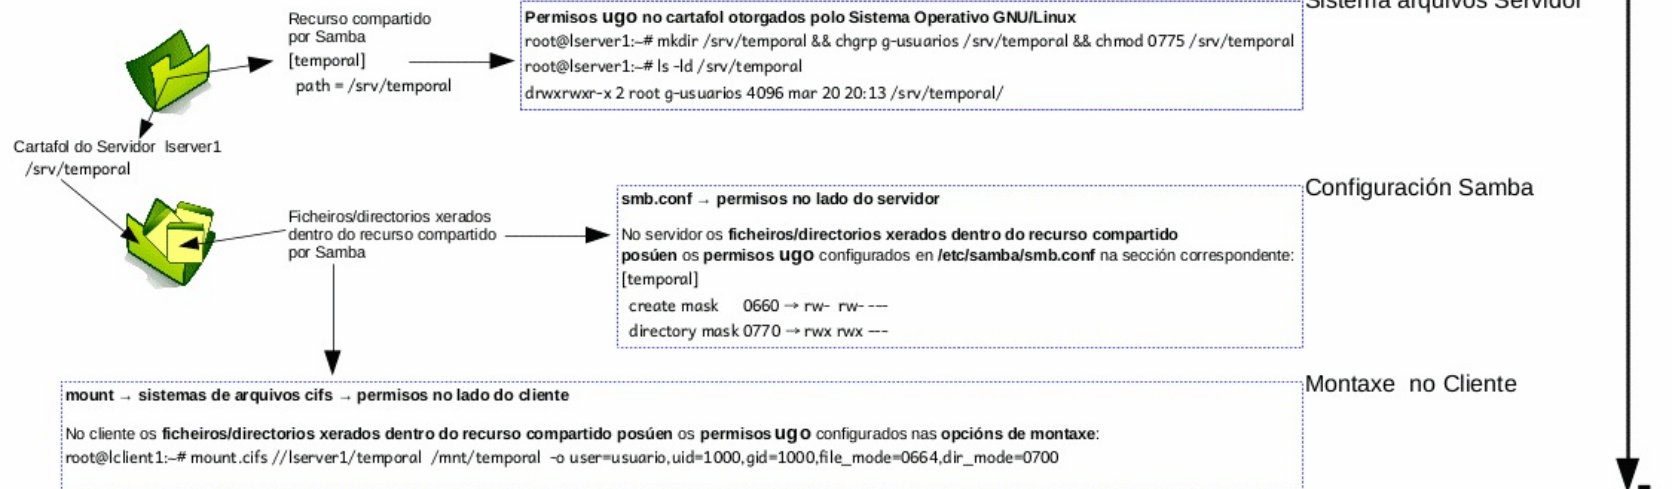 Sistema arquivos Servidor
Recurso compartido
por Samba
[temporal]
path = /srv/temporal
Permisos ugo no cartafol otorgados polo Sistema Operativo GNU/Linux
root@lserver1:~# mkdir /srv/temporal && chgrp g-usuarios /srv/temporal && chmod 0775 /srv/temporal
root@lserver1:~# ls -ld /srv/temporal
drwxrwxr-x 2 root g-usuarios 4096 mar 20 20:13 /srv/temporal/
Cartafol do Servidor lserver1
/srv/temporal
Configuración Samba
Ficheiros/directorios xerados
dentro do recurso compartido
por Samba
smb.conf → permisos no lado do servidor
No servidor os ficheiros/directorios xerados dentro do recurso compartido
posúen os permisos ugo configurados en /etc/samba/smb.conf na sección correspondente:
[temporal]
create mask 0660 → rw- rw- ---
directory mask 0770 → rwx rwx ---
Montaxe no Cliente
mount → sistemas de arquivos cifs → permisos no lado do cliente
No cliente os ficheiros/directorios xerados dentro do recurso compartido posúen os permisos ugo configurados nas opcións de montaxe:
root@lclient1:~# mount.cifs //lserver1/temporal /mnt/temporal -o user=usuario,uid=1000,gid=1000,file_mode=0664,dir_mode=0700